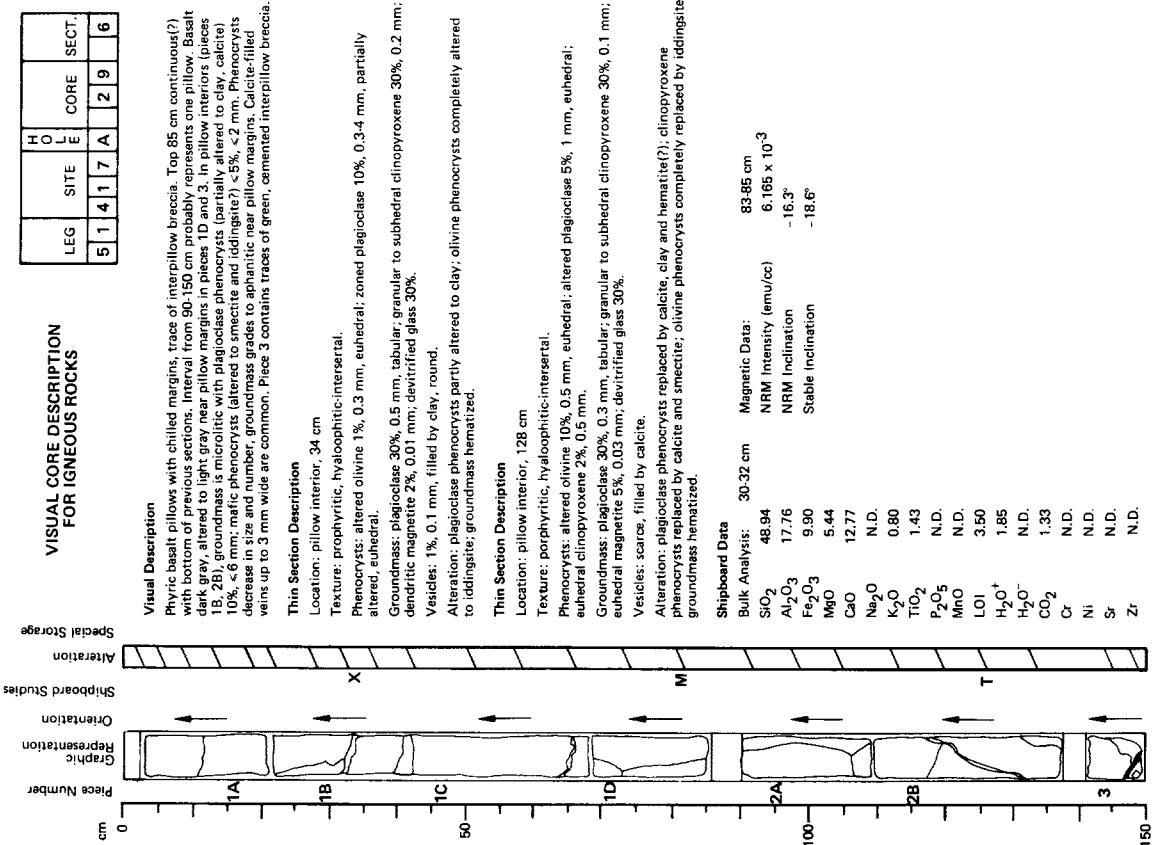 VISUAL CORE DESCRIPTION
FOR IGNEOUS ROCKS
LEG SITE HOLE CORE SECT.
5 1 4 1 7 A 2 9 6
cm
Piece Number
Graphic Representation
Orientation
Shipboard Studies
Alteration
Special Storage
0
50
100
150
1A
1B
1C
1D
2A
2B
3
X
M
T
Visual Description
Phyric basalt pillows with chilled margins, trace of interpillow breccia. Top 85 cm continuous(?)
with bottom of previous sections. Interval from 90-150 cm probably represents one pillow. Basalt
dark gray, altered to light gray near pillow margins in pieces 1D and 3. In pillow interiors (pieces
1B, 2B), groundmass is microlitic with plagioclase phenocrysts (partially altered to clay, calcite)
10%, ≤6 mm; mafic phenocrysts (altered to smectite and iddingsite?) ≤5%, ≤2 mm. Phenocrysts
decrease in size and number, groundmass grades to aphanitic near pillow margins. Calcite-filled
veins up to 3 mm wide are common. Piece 3 contains traces of green, cemented interpillow breccia.
Thin Section Description
Location: pillow interior, 34 cm
Texture: prophyritic, hyaloophitic-intersertal.
Phenocrysts: altered olivine 1%, 0.3 mm, euhedral; zoned plagioclase 10%, 0.3-4 mm, partially
altered, euhedral.
Groundmass: plagioclase 30%, 0.5 mm, tabular; granular to subhedral clinopyroxene 30%, 0.2 mm;
dendritic magnetite 2%, 0.01 mm; devitrified glass 30%.
Vesicles: 1%, 0.1 mm, filled by clay, round.
Alteration: plagioclase phenocrysts partly altered to clay; olivine phenocrysts completely altered
to iddingsite; groundmass hematized.
Thin Section Description
Location: pillow interior, 128 cm
Texture: porphyritic, hyaloophitic-intersertal.
Phenocrysts: altered olivine 10%, 0.5 mm, euhedral; altered plagioclase 5%, 1 mm, euhedral;
euhedral clinopyroxene 2%, 0.5 mm.
Groundmass: plagioclase 30%, 0.3 mm, tabular; granular to subhedral clinopyroxene 30%, 0.1 mm;
euhedral magnetite 5%, 0.03 mm; devitrified glass 30%.
Vesicles: scarce, filled by calcite.
Alteration: plagioclase phenocrysts replaced by calcite, clay and hematite(?); clinopyroxene
phenocrysts replaced by calcite and smectite; olivine phenocrysts completely replaced by iddingsite;
groundmass hematized.
Shipboard Data
Bulk Analysis: 30-32 cm Magnetic Data: 83-85 cm
SiO2 48.94 NRM Intensity (emu/cc) 6.165 x 10-3
Al2O3 17.76 NRM Inclination -16.3°
Fe2O3 9.90 Stable Inclination -18.6°
MgO 5.44
CaO 12.77
Na2O N.D.
K2O 0.80
TiO2 1.43
P2O5 N.D.
MnO N.D.
LOI 3.50
H2O+ 1.85
H2O- N.D.
CO2 1.33
Cr N.D.
Ni N.D.
Sr N.D.
Zr N.D.